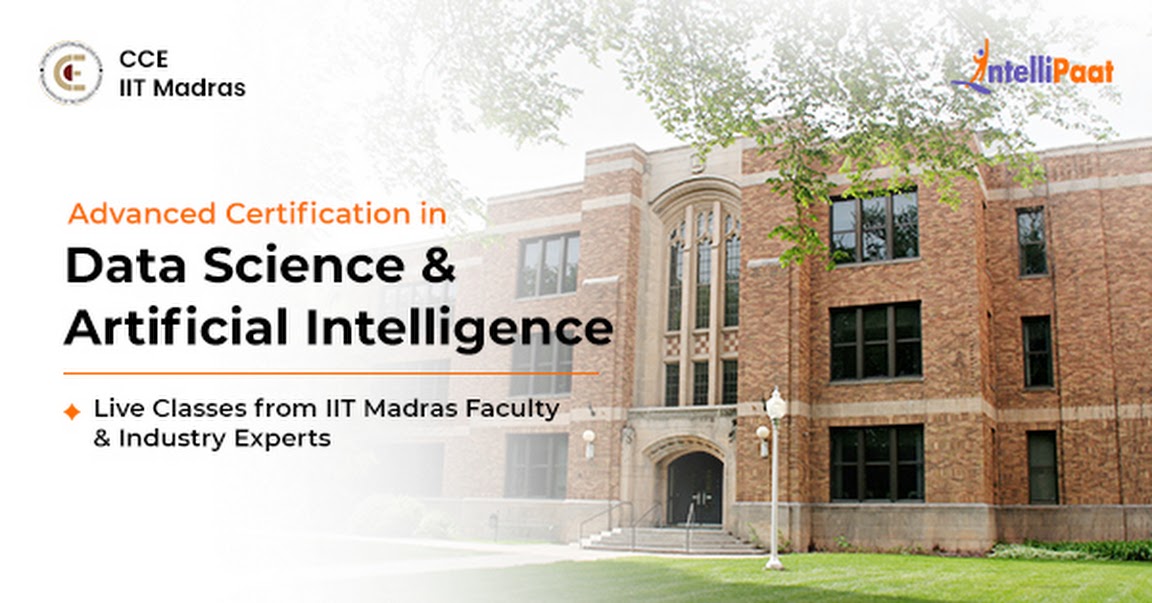 CCE
IIT Madras
IntelliPaat
Advanced Certification in
Data Science &
Artificial Intelligence
Live Classes from IIT Madras Faculty
& Industry Experts